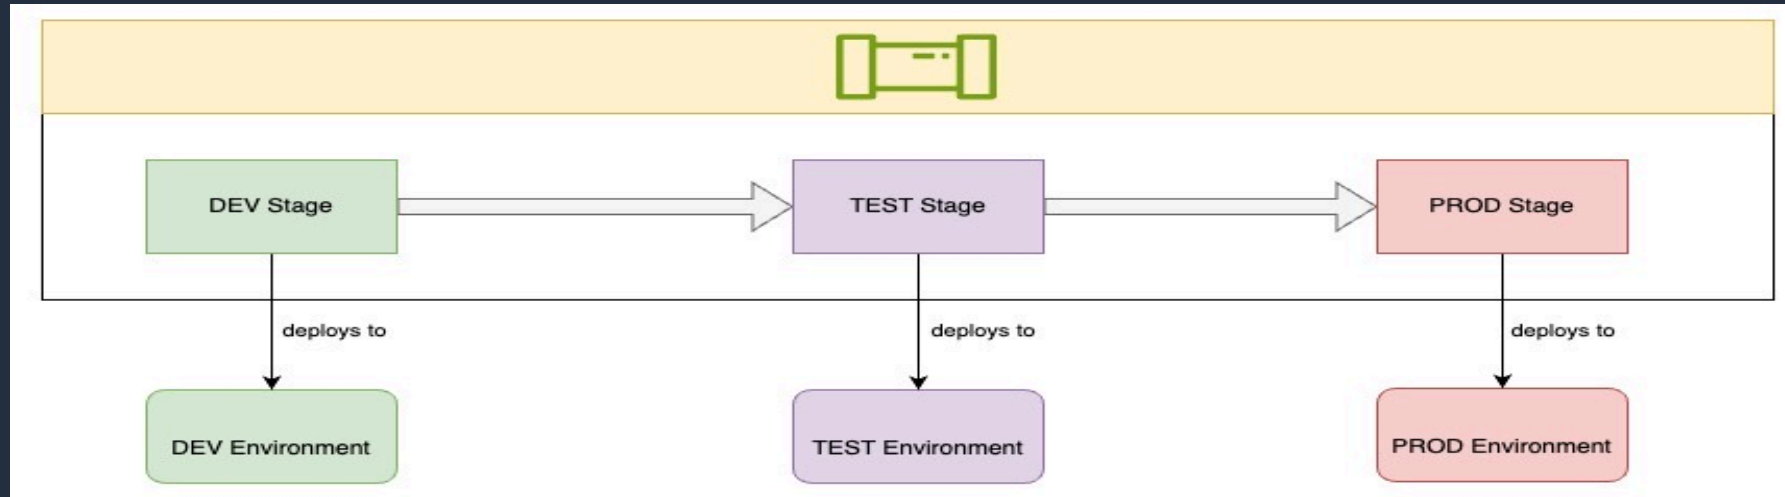 DEV Stage
TEST Stage
PROD Stage
deploys to
deploys to
deploys to
DEV Environment
TEST Environment
PROD Environment